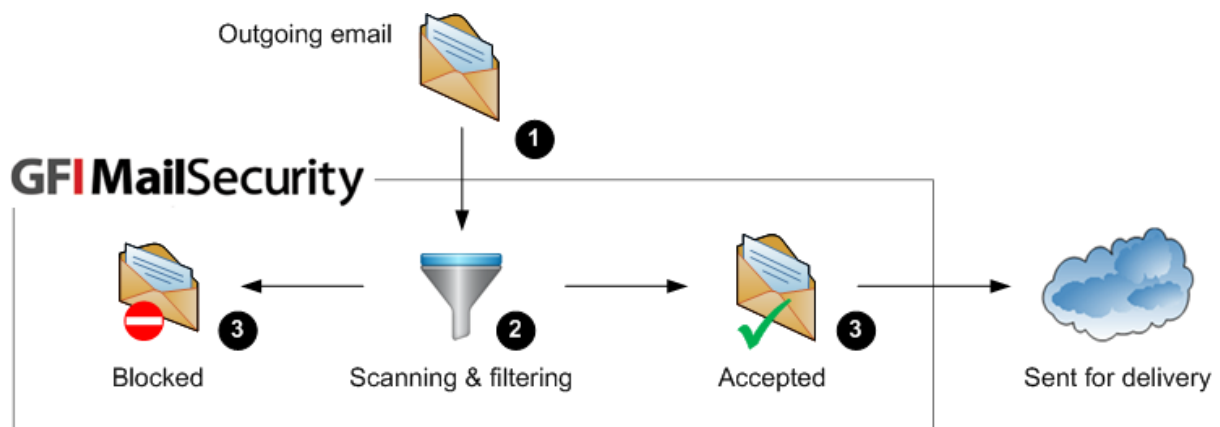 Outgoing email
1
GFI MailSecurity
3
2
3
Blocked
Scanning & filtering
Accepted
Sent for delivery